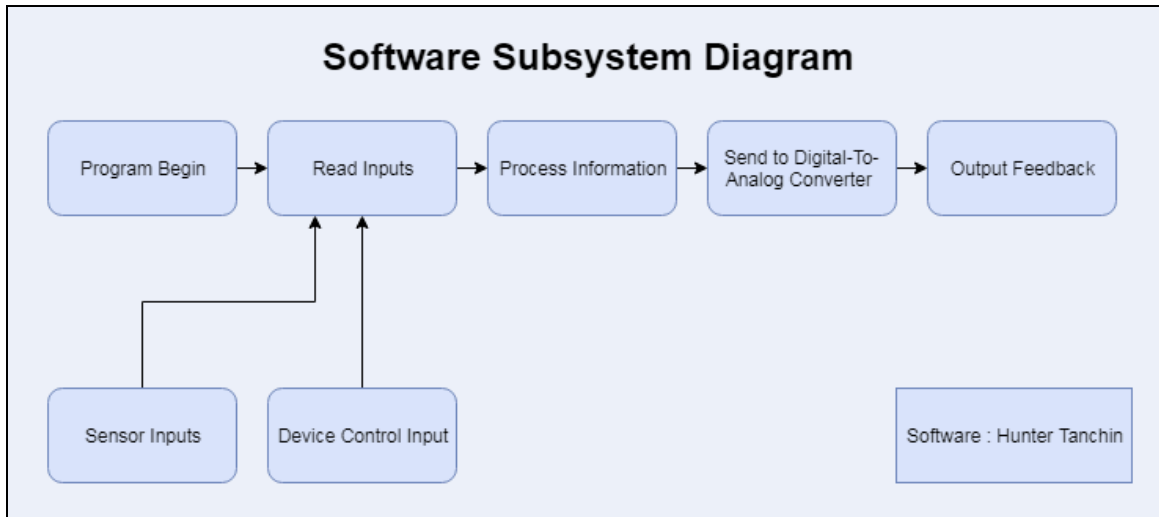 Software Subsystem Diagram
Program Begin
Read Inputs
Process Information
Send to Digital-To-
Analog Converter
Output Feedback
Sensor Inputs
Device Control Input
Software : Hunter Tanchin